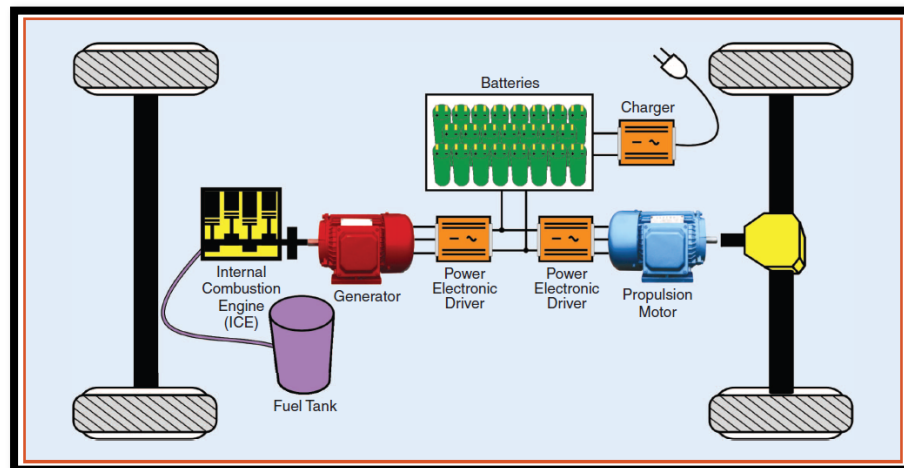 Batteries
Charger
Internal
Combustion
Engine
(ICE)
Generator
Power
Electronic
Driver
Power
Electronic
Driver
Propulsion
Motor
Fuel Tank